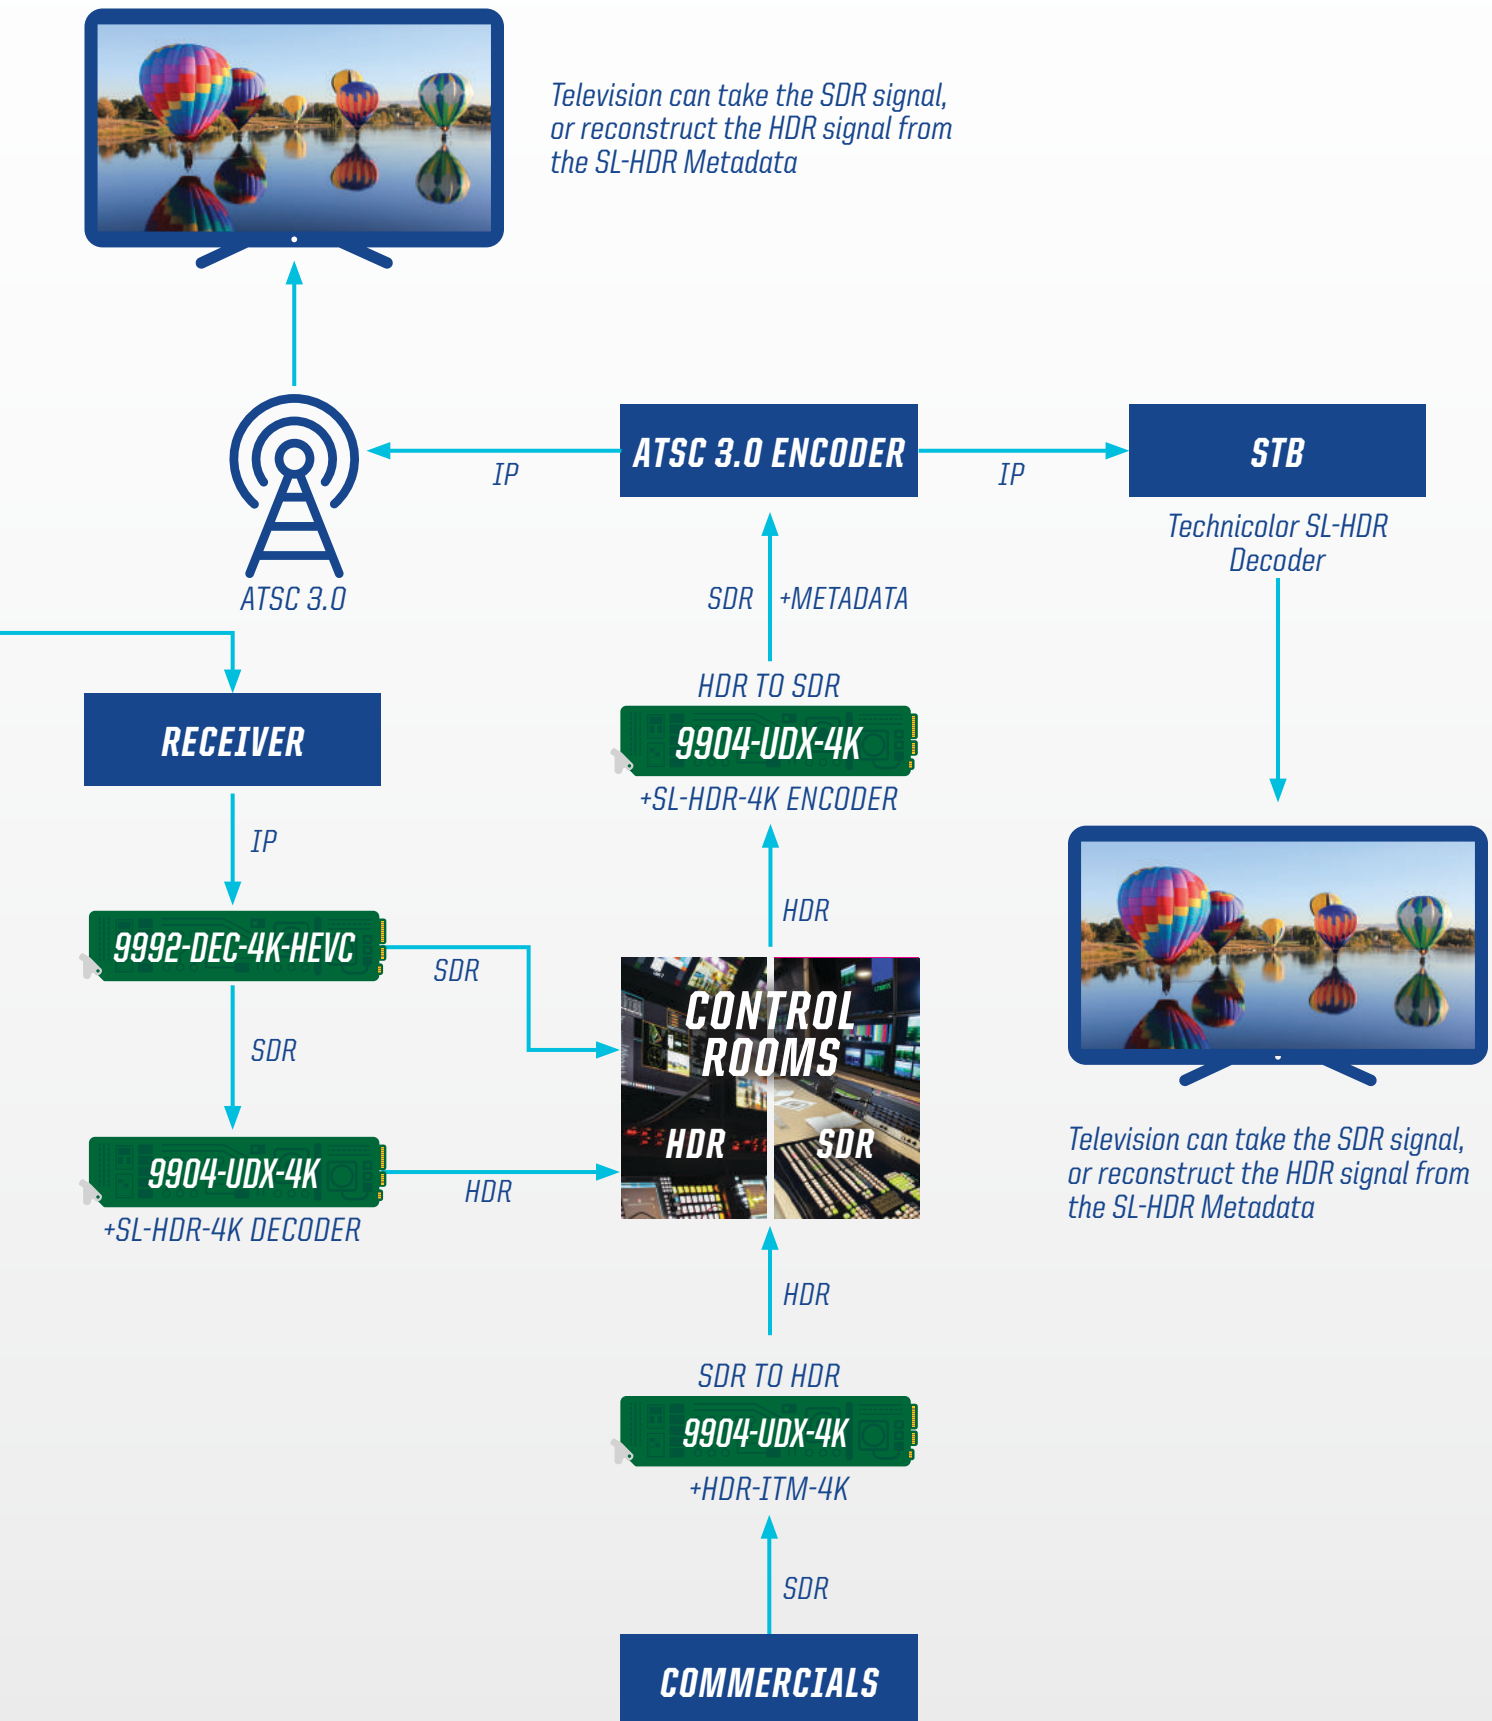 Television can take the SDR signal,
or reconstruct the HDR signal from
the SL-HDR Metadata
ATSC 3.0 ENCODER
STB
IP
IP
Technicolor SL-HDR
Decoder
ATSC 3.0
SDR
+METADATA
HDR TO SDR
RECEIVER
9904-UDX-4K
+SL-HDR-4K ENCODER
IP
HDR
9992-DEC-4K-HEVC
SDR
CONTROL
ROOMS
SDR
HDR
SDR
Television can take the SDR signal,
or reconstruct the HDR signal from
the SL-HDR Metadata
9904-UDX-4K
HDR
+SL-HDR-4K DECODER
HDR
SDR TO HDR
9904-UDX-4K
+HDR-ITM-4K
SDR
COMMERCIALS